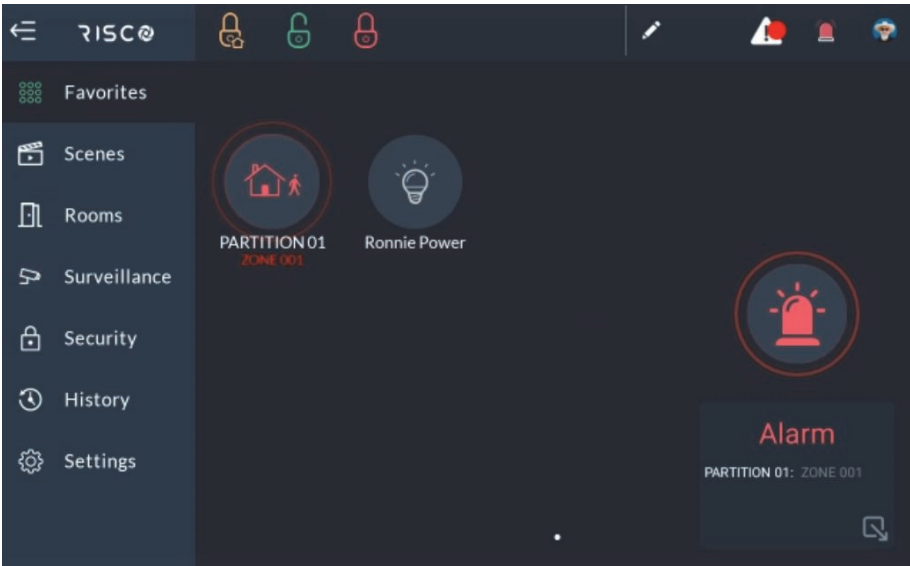 RISCO
Favorites
Scenes
Rooms
Surveillance
Security
History
Settings
PARTITION 01
ZONE 001
Ronnie Power
Alarm
PARTITION 01: ZONE 001